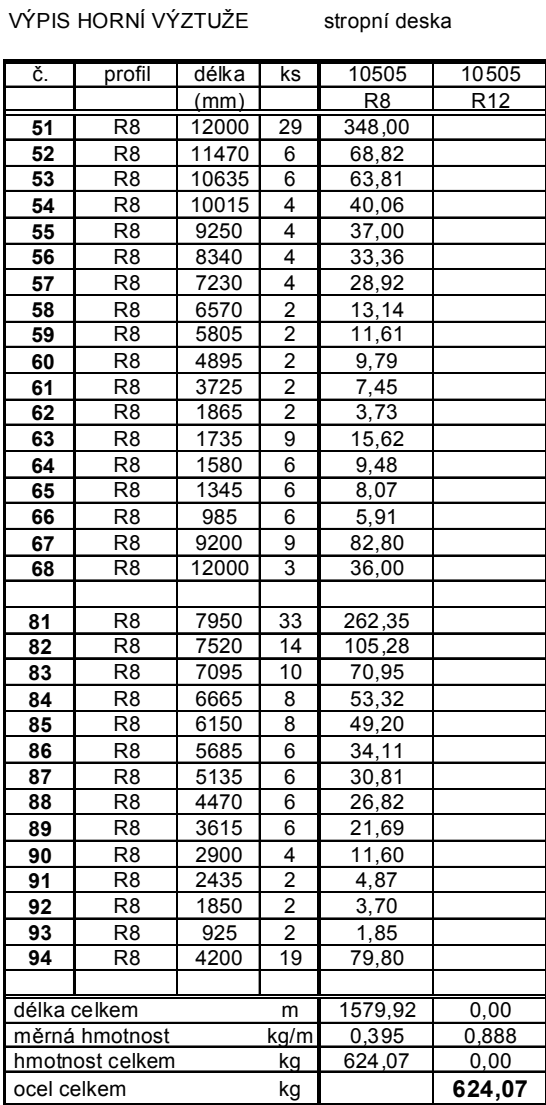 VÝPIS HORNÍ VÝZTUŽE stropní deska
č. profil délka ks 10505 10505
(mm) R8 R12
51 R8 12000 29 348,00
52 R8 11470 6 68,82
53 R8 10635 6 63,81
54 R8 10015 4 40,06
55 R8 9250 4 37,00
56 R8 8340 4 33,36
57 R8 7230 4 28,92
58 R8 6570 2 13,14
59 R8 5805 2 11,61
60 R8 4895 2 9,79
61 R8 3725 2 7,45
62 R8 1865 2 3,73
63 R8 1735 9 15,62
64 R8 1580 6 9,48
65 R8 1345 6 8,07
66 R8 985 6 5,91
67 R8 9200 9 82,80
68 R8 12000 3 36,00
81 R8 7950 33 262,35
82 R8 7520 14 105,28
83 R8 7095 10 70,95
84 R8 6665 8 53,32
85 R8 6150 8 49,20
86 R8 5685 6 34,11
87 R8 5135 6 30,81
88 R8 4470 6 26,82
89 R8 3615 6 21,69
90 R8 2900 4 11,60
91 R8 2435 2 4,87
92 R8 1850 2 3,70
93 R8 925 2 1,85
94 R8 4200 19 79,80
délka celkem m 1579,92 0,00
měrná hmotnost kg/m 0,395 0,888
hmotnost celkem kg 624,07 0,00
ocel celkem kg 624,07